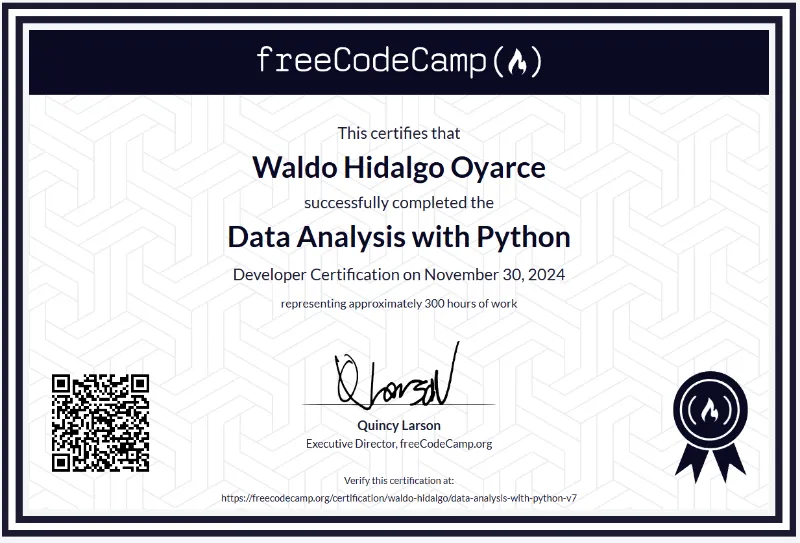 freeCodeCamp(🔥)
This certifies that
Waldo Hidalgo Oyarce
successfully completed the
Data Analysis with Python
Developer Certification on November 30, 2024
representing approximately 300 hours of work
Q Larson
Quincy Larson
Executive Director, freeCodeCamp.org
Verify this certification at:
https://freecodecamp.org/certification/waldo-hidalgo/data-analysis-with-python-v7